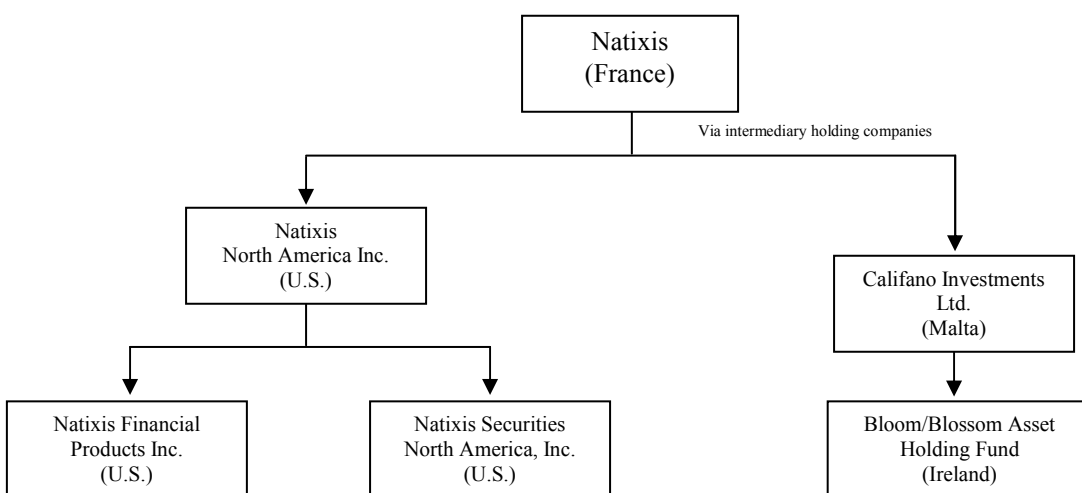 Natixis
(France)
Via intermediary holding companies
Natixis
North America Inc.
(U.S.)
Califano Investments
Ltd.
(Malta)
Natixis Financial
Products Inc.
(U.S.)
Natixis Securities
North America, Inc.
(U.S.)
Bloom/Blossom Asset
Holding Fund
(Ireland)